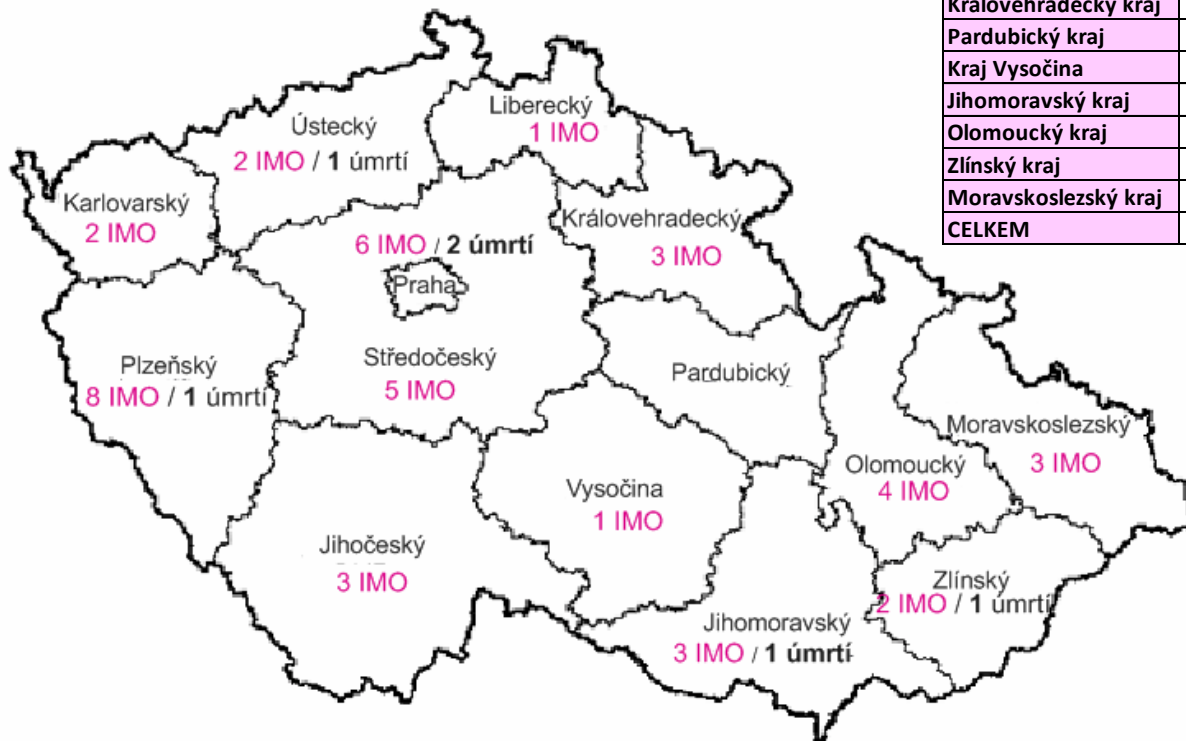 Královéhradecký kraj
Pardubický kraj
Kraj Vysočina
Jihomoravský kraj
Olomoucký kraj
Zlínský kraj
Moravskoslezský kraj
CELKEM
Liberecký
1 IMO
Ústecký
2 IMO / 1 úmrtí
Karlovarský
2 IMO
Královehradecký
3 IMO
6 IMO / 2 úmrtí
Praha
Plzeňský
8 IMO / 1 úmrtí
Středočeský
5 IMO
Pardubický
Moravskoslezský
3 IMO
Olomoucký
4 IMO
Vysočina
1 IMO
Jihočeský
3 IMO
Zlínský
2 IMO / 1 úmrtí
Jihomoravský
3 IMO / 1 úmrtí